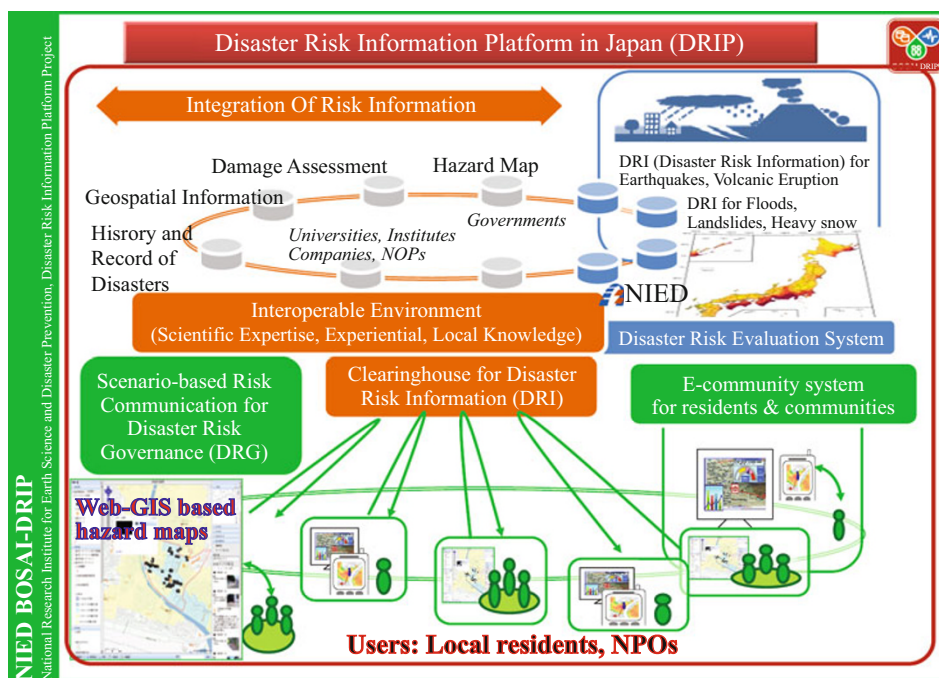 Disaster Risk Information Platform in Japan (DRIP)
88
DRIP
Integration Of Risk Information
Damage Assessment
Hazard Map
Geospatial Information
Governments
Hisrory and
Record of
Disasters
Universities, Institutes
Companies, NOPs
DRI (Disaster Risk Information) for
Earthquakes, Volcanic Eruption
DRI for Floods,
Landslides, Heavy snow
NIED
Interoperable Environment
(Scientific Expertise, Experiential, Local Knowledge)
Disaster Risk Evaluation System
Scenario-based Risk
Communication for
Disaster Risk
Governance (DRG)
Clearinghouse for Disaster
Risk Information (DRI)
E-community system
for residents & communities
Web-GIS based
hazard maps
Users: Local residents, NPOs
NIED BOSAI-DRIP
National Research Institute for Earth Science and Disaster Prevention, Disaster Risk Information Platform Project